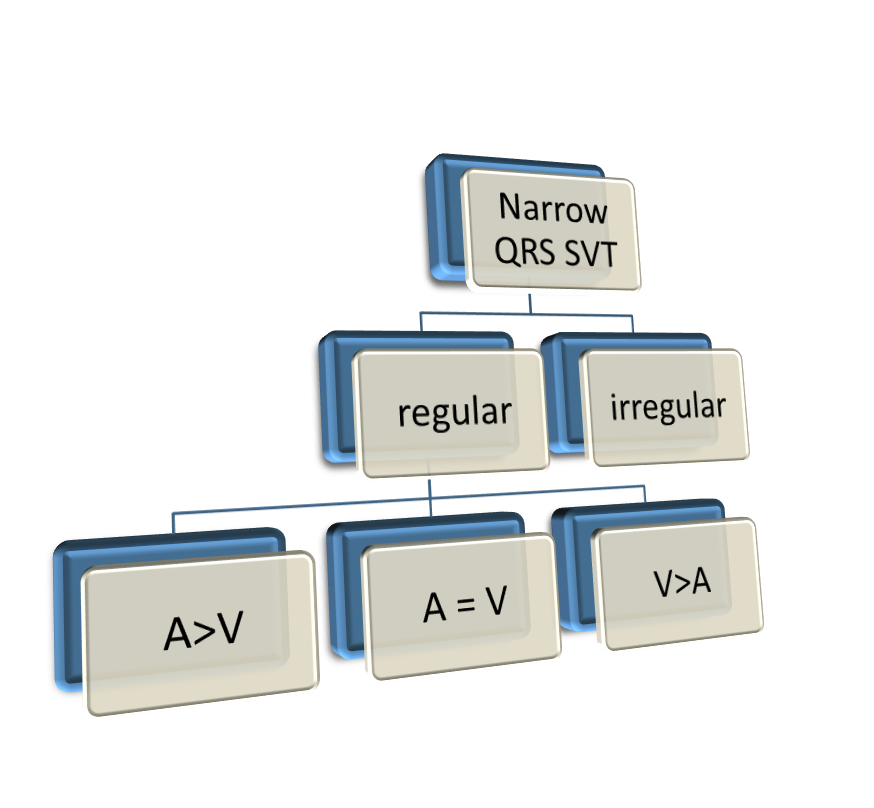 Narrow
QRS SVT
regular
irregular
A>V
A = V
V>A